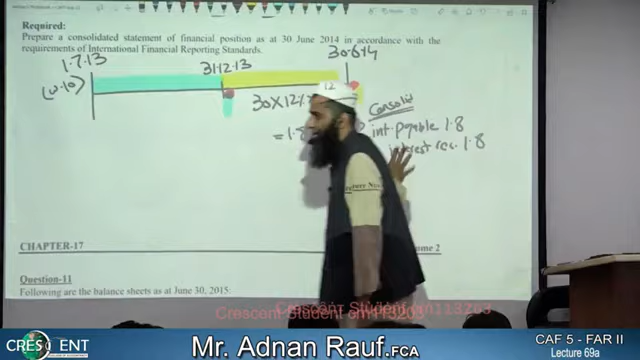 Required:
Prepare a consolidated statement of financial position as at 30 June 2014 in accordance with the
requirements of International Financial Reporting Standards.
1.7.13
31.12.13
30.6.14
(w.10)
12
30 x 12% x
= 1.8
Consolid
int. payable 1.8
interest rec. 1.8
CHAPTER-17
Question-11
Following are the balance sheets as at June 30, 2015.
CRESCENT
Mr. Adnan Rauf.FCA
CAF 5 - FAR II
Lecture 69a